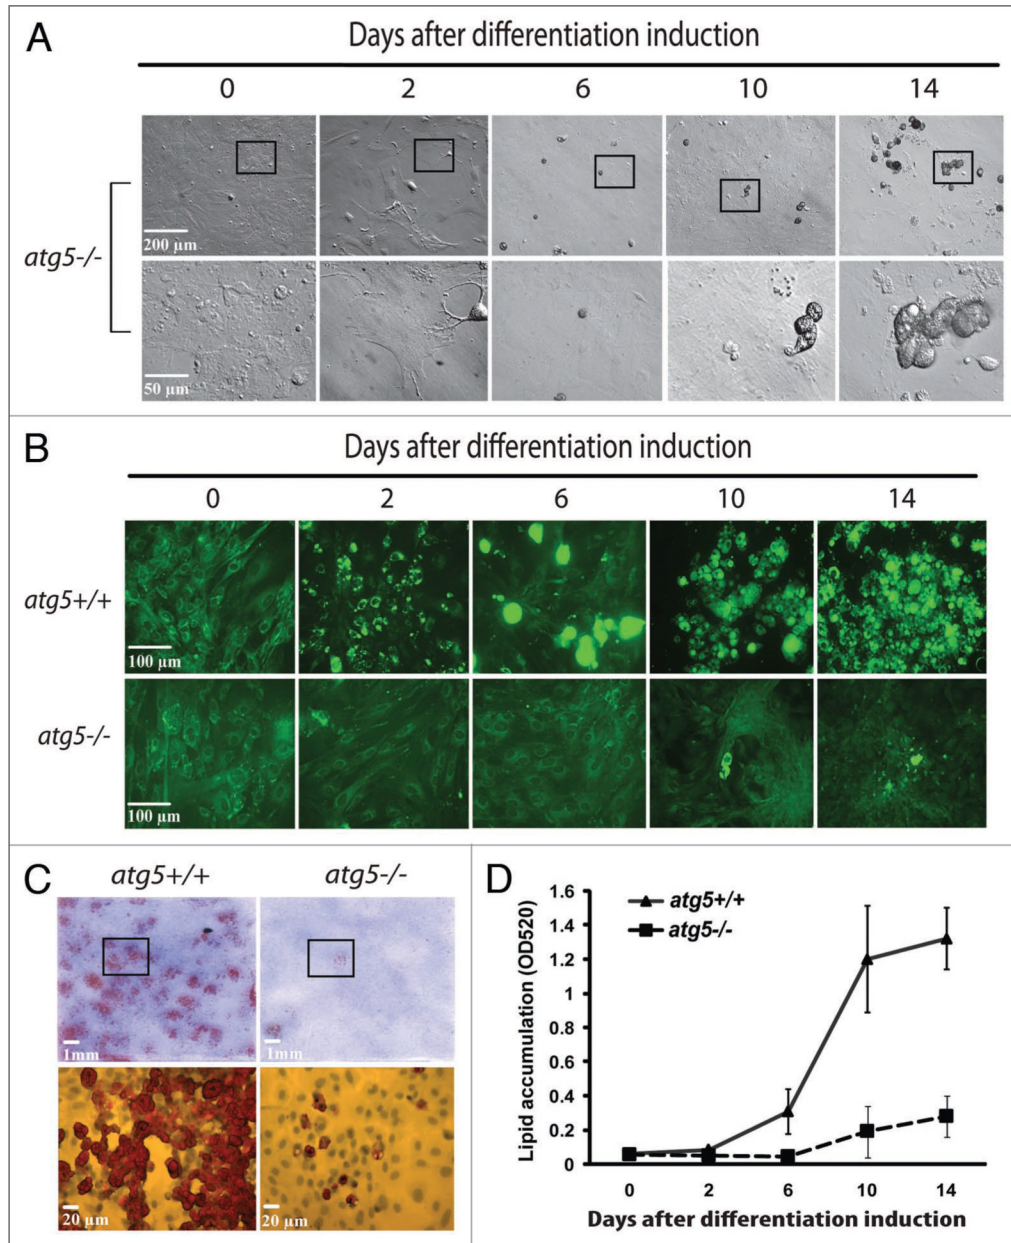 A
Days after differentiation induction
0 2 6 10 14
atg5-/-
200 µm
50 µm
B
Days after differentiation induction
0 2 6 10 14
atg5+/+
100 µm
atg5-/-
100 µm
C
atg5+/+ atg5-/-
1mm 1mm
20 µm 20 µm
D
Lipid accumulation (OD520)
1.6
1.4
1.2
1
0.8
0.6
0.4
0.2
0
atg5+/+
atg5-/-
0 2 6 10 14
Days after differentiation induction